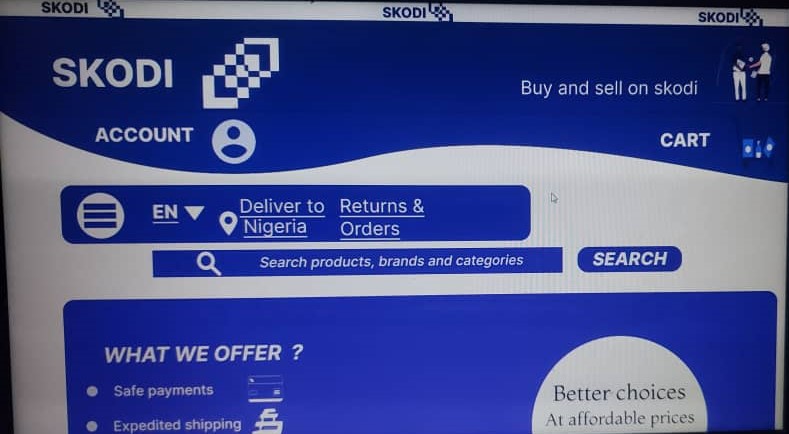 SKODI
SKODI
SKODI
SKODI
Buy and sell on skodi
ACCOUNT
CART
EN
Deliver to
Nigeria
Returns &
Orders
Search products, brands and categories
SEARCH
WHAT WE OFFER ?
Safe payments
Expedited shipping
Better choices
At affordable prices